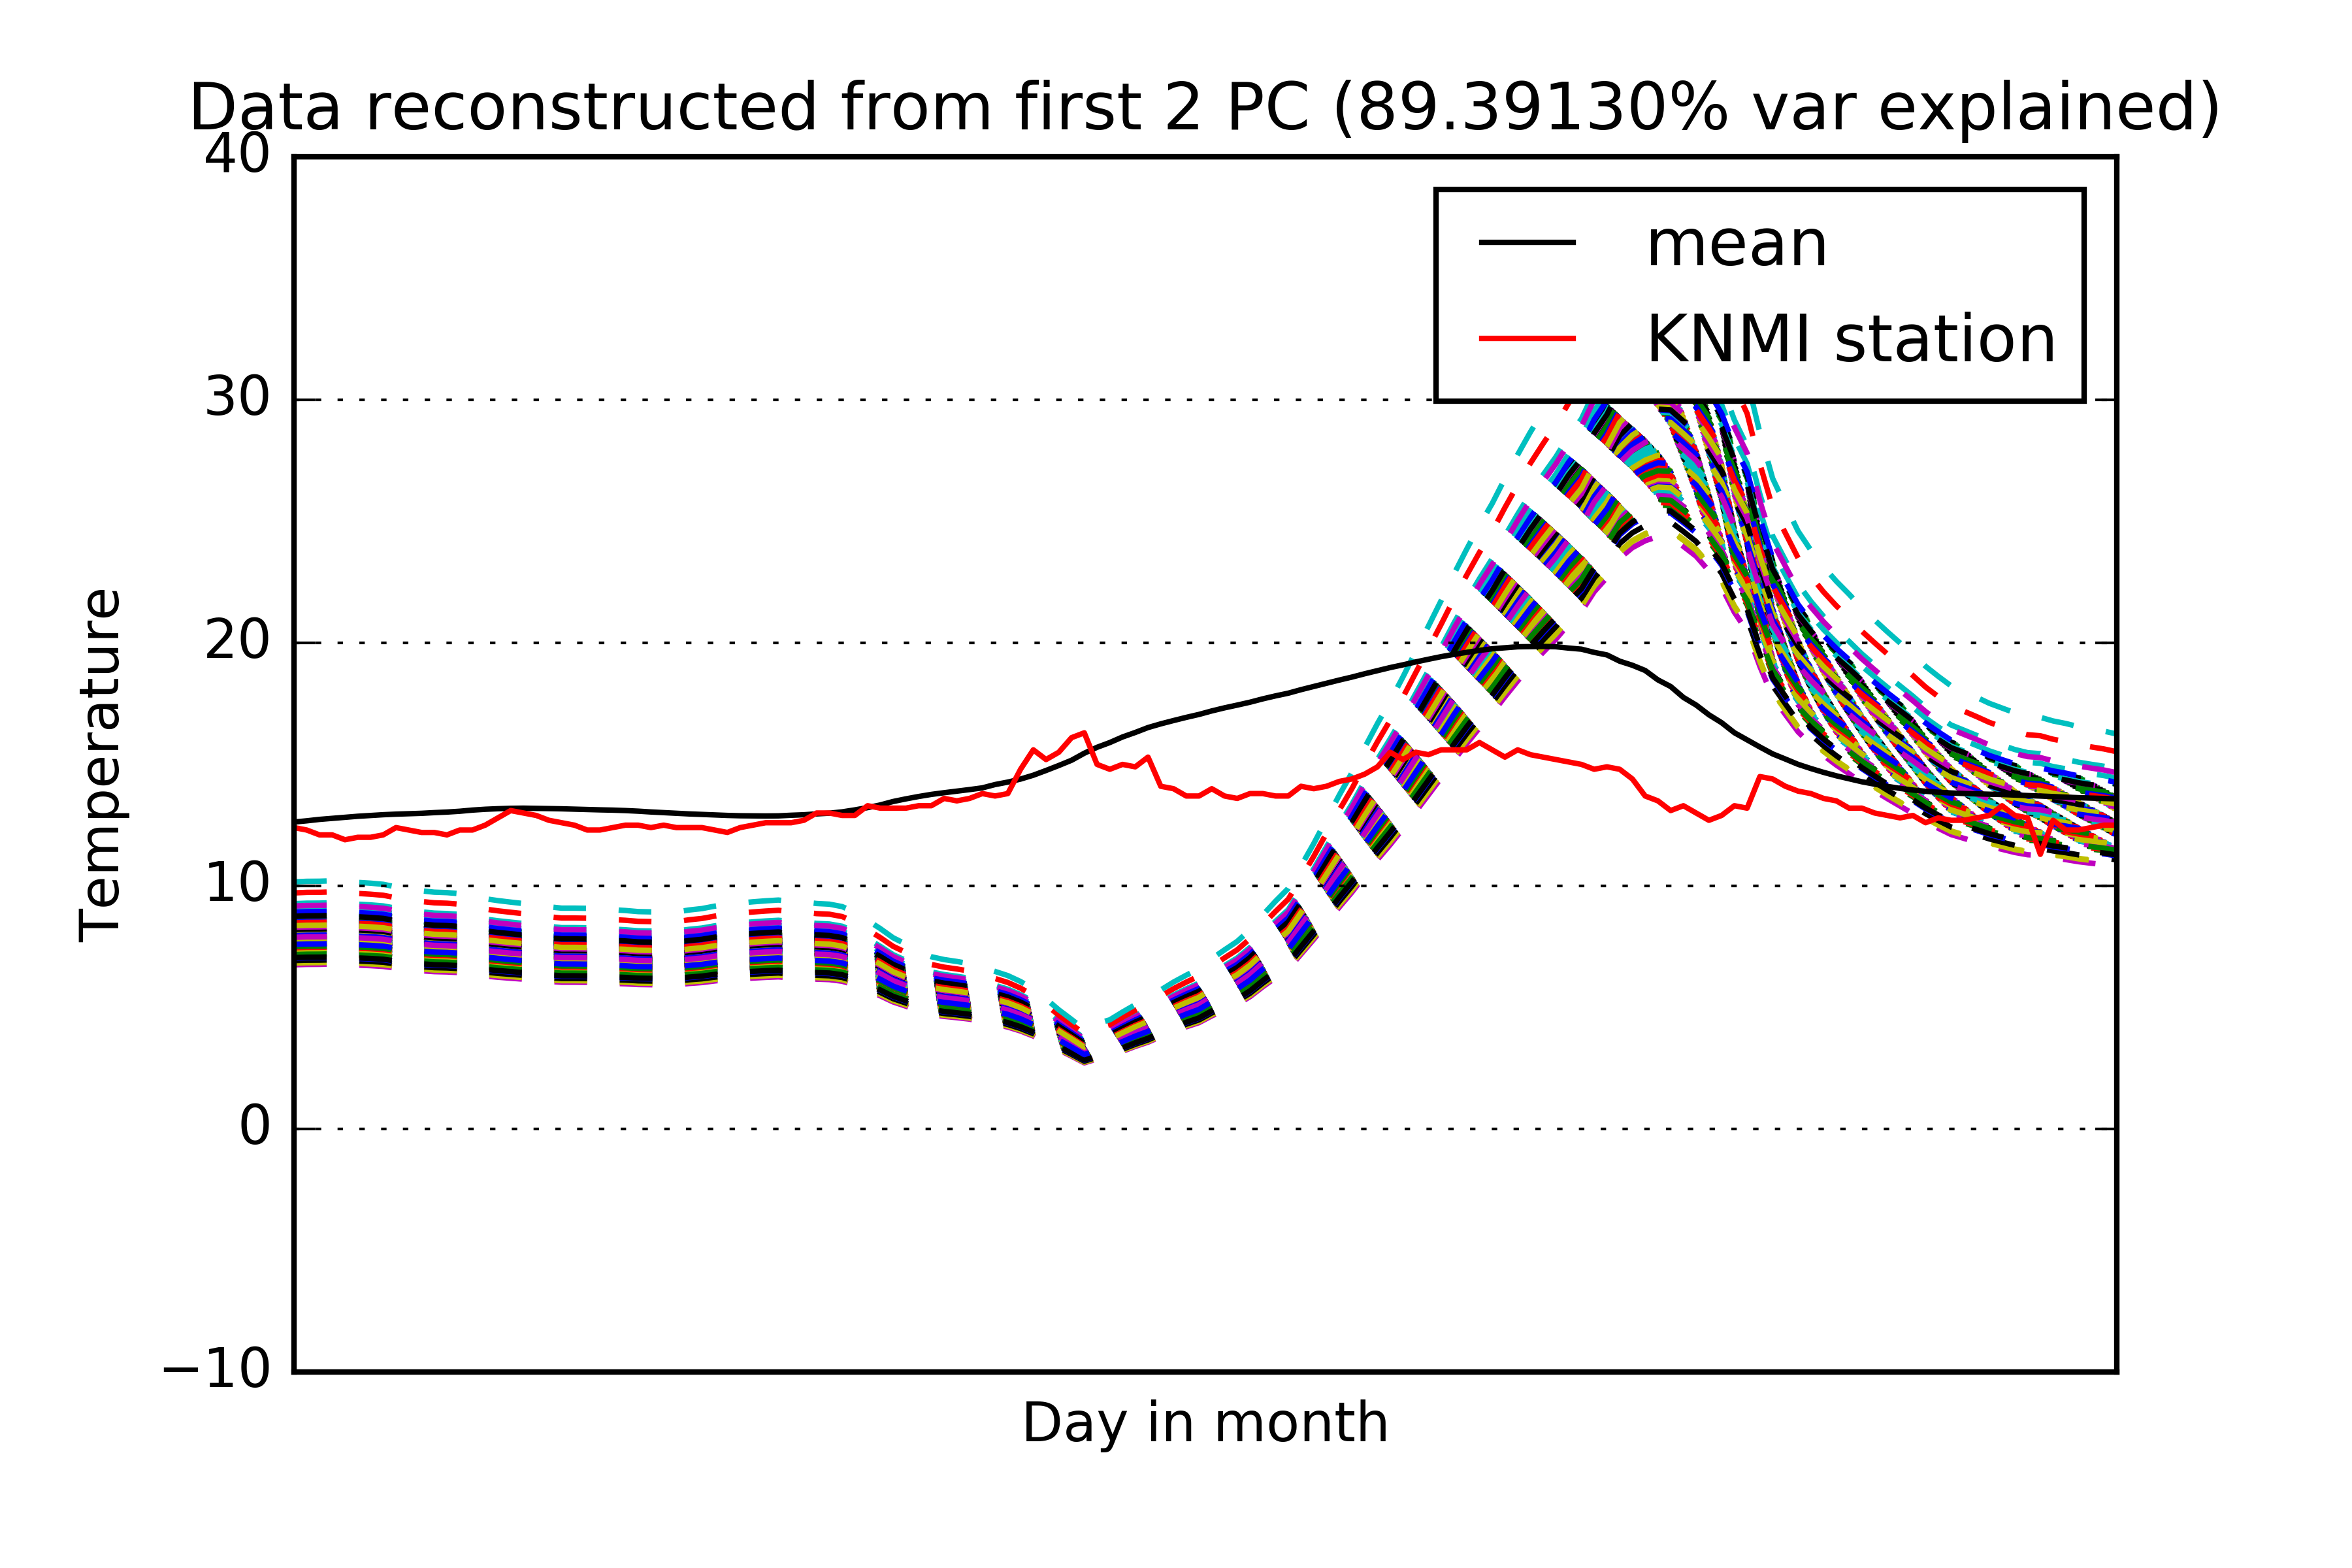 Data reconstructed from first 2 PC (89.39130% var explained)
40
30
20
10
0
−10
Temperature
mean
KNMI station
Day in month